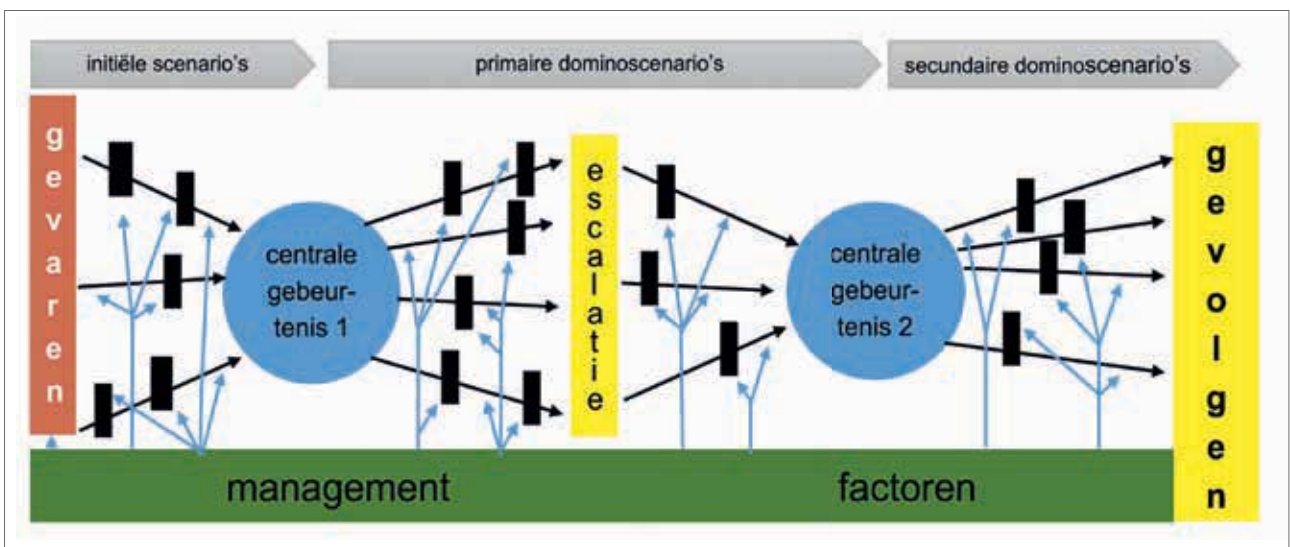 initiële scenario's
primaire dominoscenario's
secundaire dominoscenario's
gevaren
centrale
gebeur-
tenis 1
escalatie
centrale
gebeur-
tenis 2
gevolgen
management
factoren